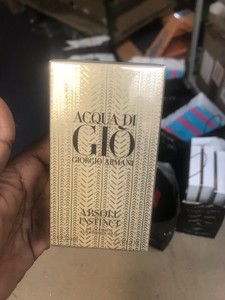 ACQUA DI
GIÒ
GIORGIO ARMANI
ABSOLU
INSTINCT